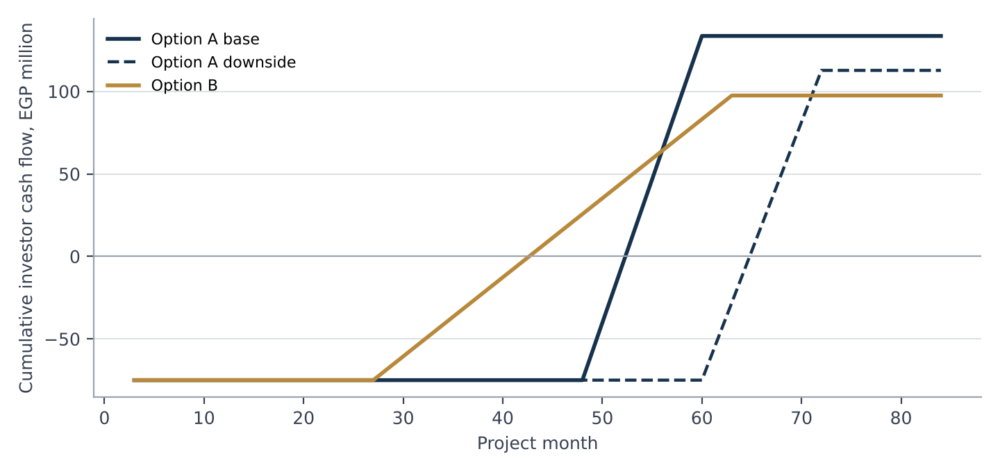 Cumulative investor cash flow, EGP million
Option A base
Option A downside
Option B
100
50
0
−50
0 10 20 30 40 50 60 70 80
Project month